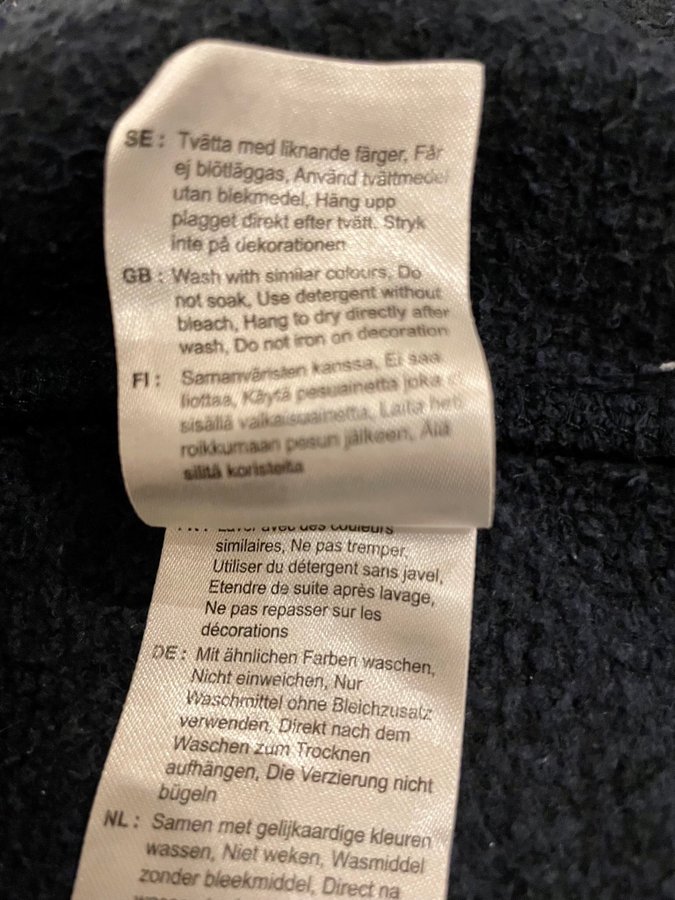 SE : Tvätta med liknande färger, Får
ej blötläggas, Använd tvättmedel
utan blekmedel, Häng upp
plagget direkt efter tvätt. Stryk
inte på dekorationen
GB : Wash with similar colours, Do
not soak, Use detergent without
bleach, Hang to dry directly after
wash, Do not iron on decoration
FI : Samanväristen kanssa, Ei saa
liottaa, Käytä pesuainetta joka
sisällä valkaisuainetta, Laita heti
roikkumaan pesun jälkeen, Älä
silitä koristeita
Laver avec des couleurs
similaires, Ne pas tremper,
Utiliser du détergent sans javel,
Etendre de suite après lavage,
Ne pas repasser sur les
décorations
DE : Mit ähnlichen Farben waschen,
Nicht einweichen, Nur
Waschmittel ohne Bleichzusatz
verwenden, Direkt nach dem
Waschen zum Trocknen
aufhängen, Die Verzierung nicht
bügeln
NL : Samen met gelijkaardige kleuren
wassen, Niet weken, Wasmiddel
zonder bleekmiddel, Direct na